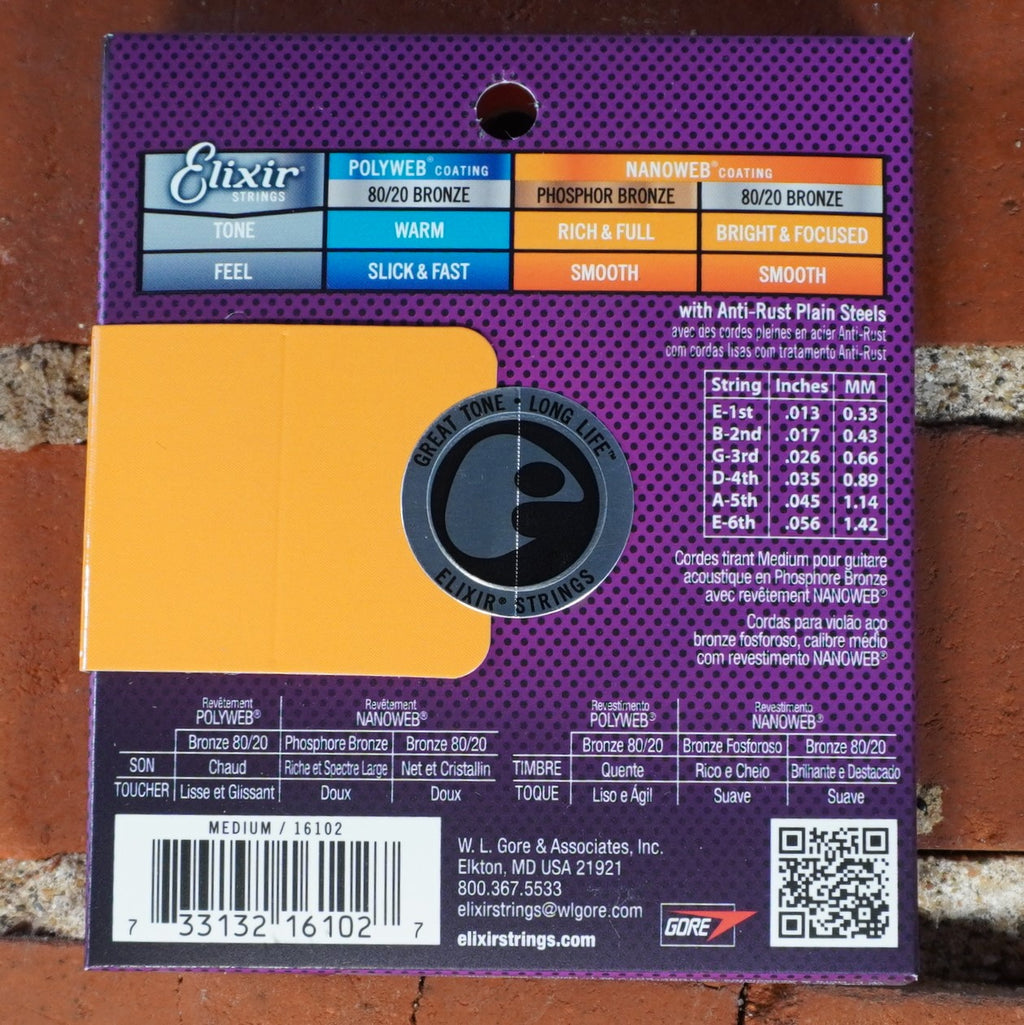 Elixir®
STRINGS
POLYWEB® COATING
NANOWEB® COATING
80/20 BRONZE
PHOSPHOR BRONZE
80/20 BRONZE
TONE
WARM
RICH & FULL
BRIGHT & FOCUSED
FEEL
SLICK & FAST
SMOOTH
SMOOTH
with Anti-Rust Plain Steels
avec des cordes pleines en acier Anti-Rust
com cordas lisas com tratamento Anti-Rust
String Inches MM
E-1st .013 0.33
B-2nd .017 0.43
G-3rd .026 0.66
D-4th .035 0.89
A-5th .045 1.14
E-6th .056 1.42
GREAT TONE • LONG LIFE™
ELIXIR® STRINGS
Cordes tirant Medium pour guitare
acoustique en Phosphore Bronze
avec revêtement NANOWEB®
Cordas para violão aço
bronze fosforoso, calibre médio
com revestimento NANOWEB®
Revêtement
POLYWEB®
Revêtement
NANOWEB®
Bronze 80/20 Phosphore Bronze Bronze 80/20
SON Chaud Riche et Spectre Large Net et Cristallin
TOUCHER Lisse et Glissant Doux Doux
Revestimento
POLYWEB®
Revestimento
NANOWEB®
Bronze 80/20 Bronze Fosforoso Bronze 80/20
TIMBRE Quente Rico e Cheio Brilhante e Destacado
TOQUE Liso e Ágil Suave Suave
MEDIUM / 16102
7 33132 16102 7
W. L. Gore & Associates, Inc.
Elkton, MD USA 21921
800.367.5533
elixirstrings@wlgore.com
elixirstrings.com
GORE